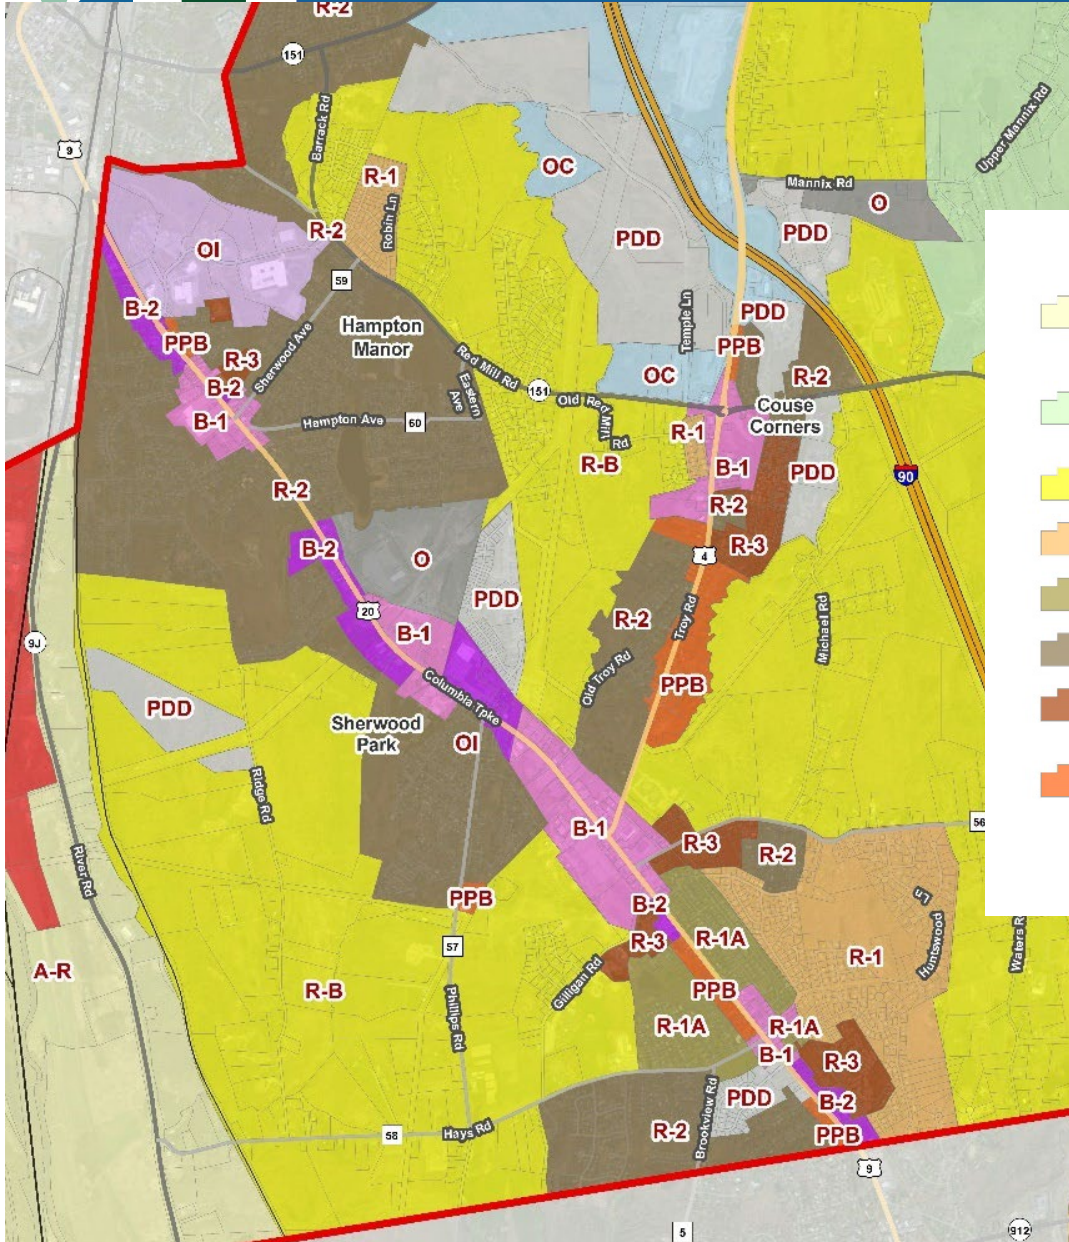 R-2
151
Barrack Rd
Upper Mannix Rd
9
OC
R-1
Mannix Rd
O
Robin Ln
R-2
PDD
PDD
OI
59
B-2
PDD
Hampton
Manor
Temple Ln
PPB
PPB
R-3
Sherwood Ave
Red Mill Rd
OC
R-2
B-2
151
Eastern
Ave
Old Red Mill
Rd
Couse
Corners
B-1
Hampton Ave
60
R-1
R-B
B-1
PDD
90
R-2
R-2
B-2
O
R-3
4
PDD
20
R-2
Troy Rd
Michael Rd
B-1
9J
Old Troy Rd
PPB
Columbia Tpke
PDD
Sherwood
Park
OI
Ridge Rd
56
B-1
R-3
R-2
River Rd
PPB
B-2
Ln
Huntswood
Waters R
R-3
R-1A
57
R-1
A-R
Gilligan Rd
R-B
PPB
Phillips Rd
R-1A
R-1A
B-1
R-3
PDD
B-2
Brookview Rd
58
Hays Rd
R-2
PPB
9
5
912